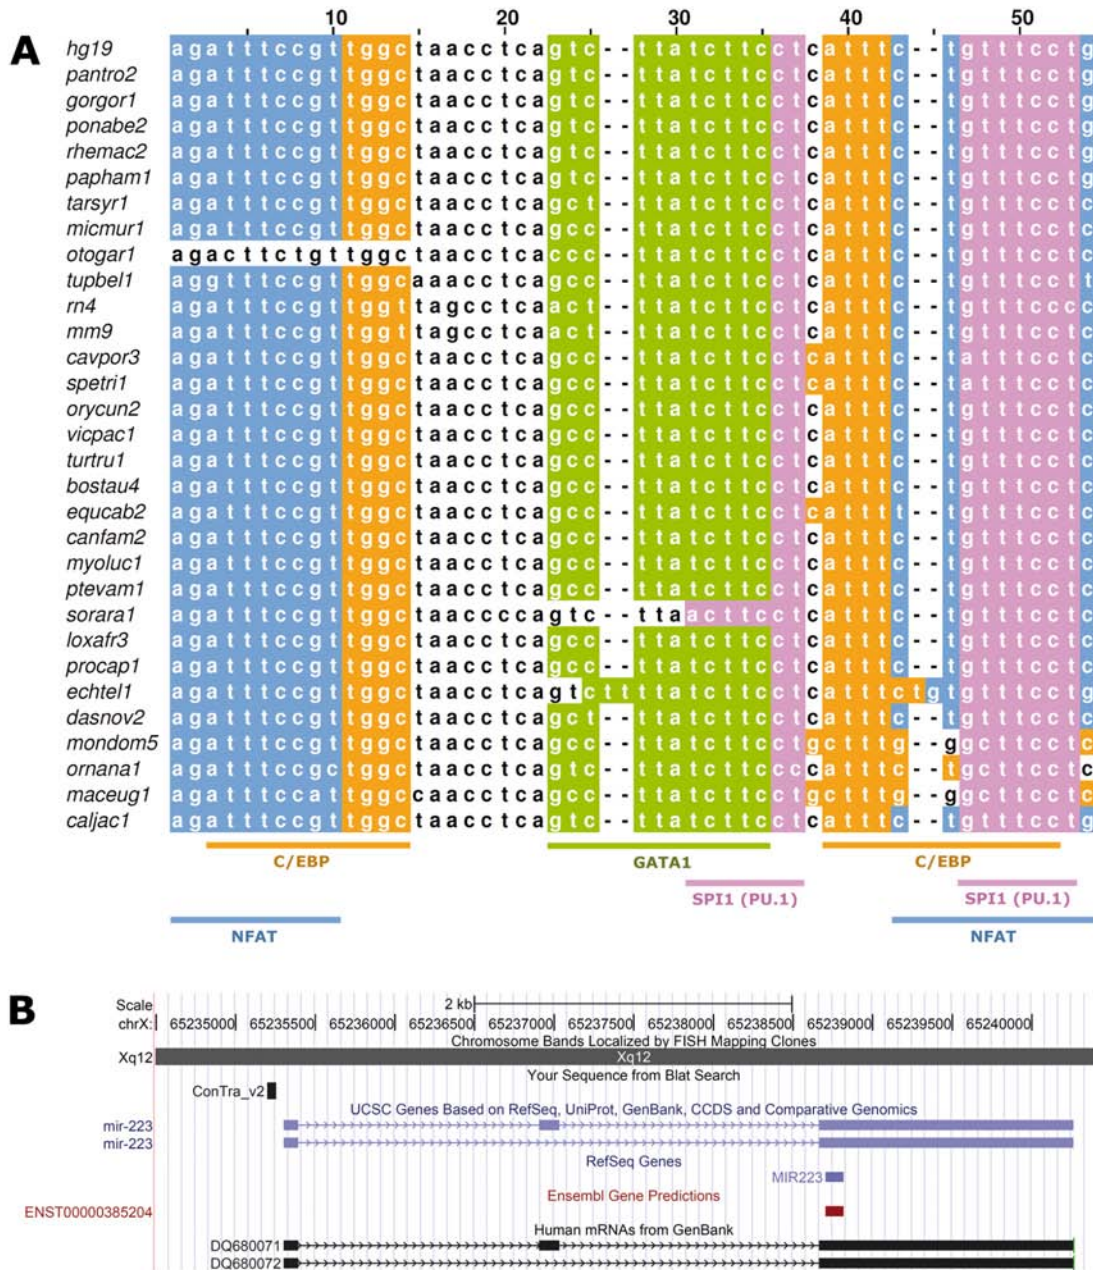 A
10 20 30 40 50
hg19 agatttccgttggctaacctcagtc--ttatcttcctcatttc--tgtttcctg
pantro2 agatttccgttggctaacctcagtc--ttatcttcctcatttc--tgtttcctg
gorgor1 agatttccgttggctaacctcagtc--ttatcttcctcatttc--tgtttcctg
ponabe2 agatttccgttggctaacctcagtc--ttatcttcctcatttc--tgtttcctg
rhemac2 agatttccgttggctaacctcagtc--ttatcttcctcatttc--tgtttcctg
papham1 agatttccgttggctaacctcagtc--ttatcttcctcatttc--tgtttcctg
tarsyr1 agatttccgttggctaacctcagct--ttatcttcctcatttc--tgtttcctc
micmur1 agatttccgttggctaacctcagcc--ttatcttcctcatttc--tgtttcctc
otogar1 agacttctgttggctaacctcaccc--ttatcttcctcatttc--tgtttcctc
tupbel1 aggtttccgttggcaaacctcagcc--ttatcttcctcatttc--tgtttcctt
rn4 agatttccgttggttagcctcaact--ttatcttcctcatttc--tgtttcccc
mm9 agatttccgttggttagcctcaact--ttatcttcctcatttc--tgtttcctc
cavpor3 agatttccgttggctaacctcagcc--ttatcttcctcatttc--tatttcctc
spetri1 agatttccgttggctaacctcagcc--ttatcttcctcatttc--tatttcctc
orycun2 agatttccgttggctaacctcagcc--ttatcttcctcatttc--tgtttcctc
vicpac1 agatttccgttggctaacctcagcc--ttatcttcctcatttc--tgtttcctc
turtru1 agatttccgttggctaacctcagcc--ttatcttcctcatttc--tgtttcctc
bostau4 agatttccgttggctaacctcagcc--ttatcttcctcatttc--tgtttcctc
equcab2 agatttccgttggctaacctcagcc--ttatcttcctcatttt--tgtttcctc
canfam2 agatttccgttggctaacctcagcc--ttatcttcctcatttc--tgtttcctc
myoluc1 agatttccgttggctaacctcagcc--ttatcttcctcatttc--tgtttcctc
ptevam1 agatttccgttggctaacctcagcc--ttatcttcctcatttc--tgtttcctc
sorara1 agatttccgttggctaaccccagtc--ttaacttcctcatttc--tgtttcctc
loxafr3 agatttccgttggctaacctcagcc--ttatcttcctcatttc--tgtttcctc
procap1 agatttccgttggctaacctcagcc--ttatcttcctcatttc--tgtttcctc
echtel1 agatttccgttggctaacctcagtctttatcttcctcatttctgtgtttcctg
dasnov2 agatttccgttggctaacctcagct--ttatcttcctcatttc--tgtttcctc
mondom5 agatttccgttggctaacctcagcc--ttatcttcctgctttg--ggcttcctc
ornana1 agatttccgctggctaacctcagtc--ttatcttccccatttc--tgcttcctc
maceug1 agatttccattggccaacctcagcc--ttatcttcctgctttg--ggcttcctc
caljac1 agatttccgttggctaacctcagtc--ttatcttcctcatttc--tgtttcctg
C/EBP GATA1 C/EBP
SPI1 (PU.1) SPI1 (PU.1)
NFAT NFAT
B
Scale 2 kb
chrX: 65235000 65235500 65236000 65236500 65237000 65237500 65238000 65238500 65239000 65239500 65240000
Chromosome Bands Localized by FISH Mapping Clones
Xq12 Xq12
Your Sequence from Blat Search
ConTra_v2
UCSC Genes Based on RefSeq, UniProt, GenBank, CCDS and Comparative Genomics
mir-223
mir-223
RefSeq Genes
MIR223
Ensembl Gene Predictions
ENST00000385204
Human mRNAs from GenBank
DQ680071
DQ680072